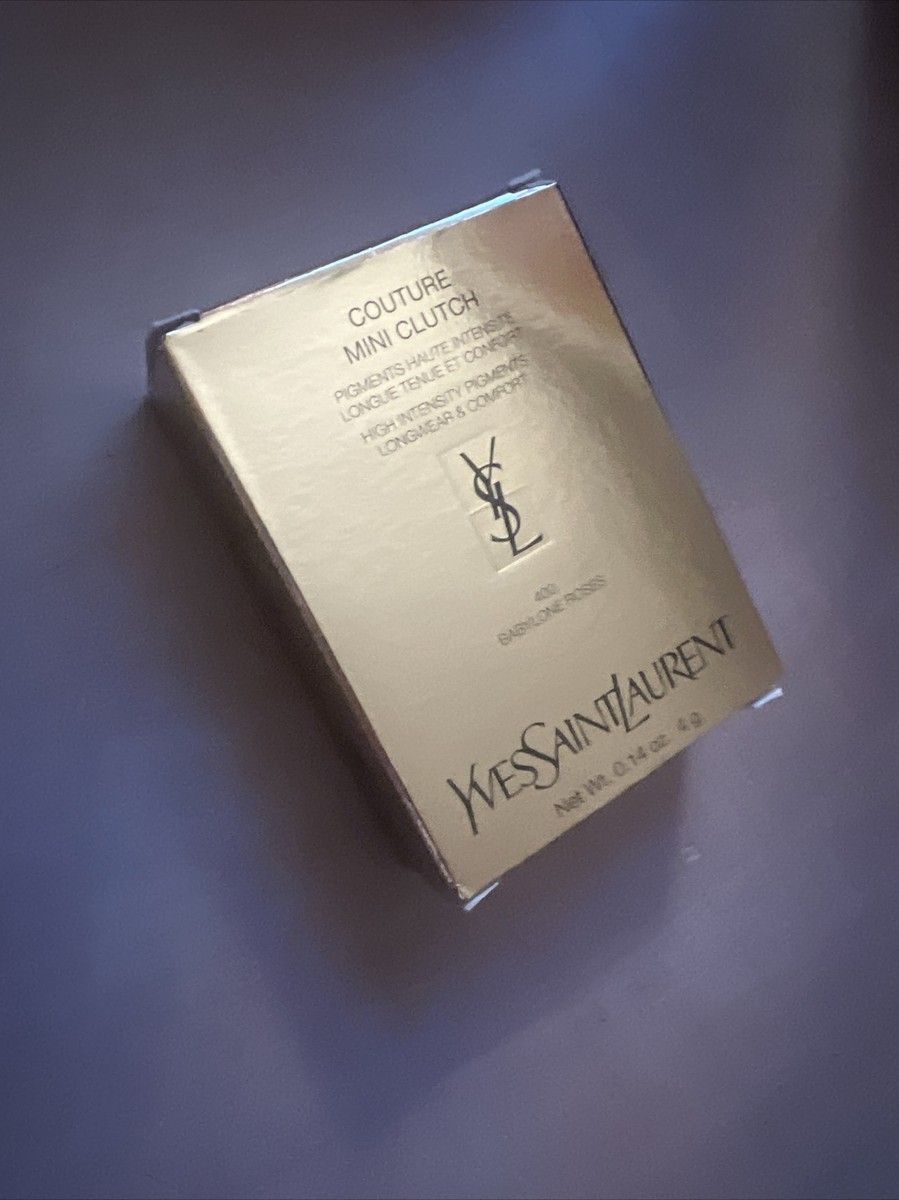 COUTURE
MINI CLUTCH
PIGMENTS HAUTE INTENSITÉ
LONGUE TENUE ET CONFORT
HIGH INTENSITY PIGMENTS
LONGWEAR & COMFORT
YSL
400
BABYLONE ROSES
YVESSAINTLAURENT
Net Wt. 0.14 oz. 4 g